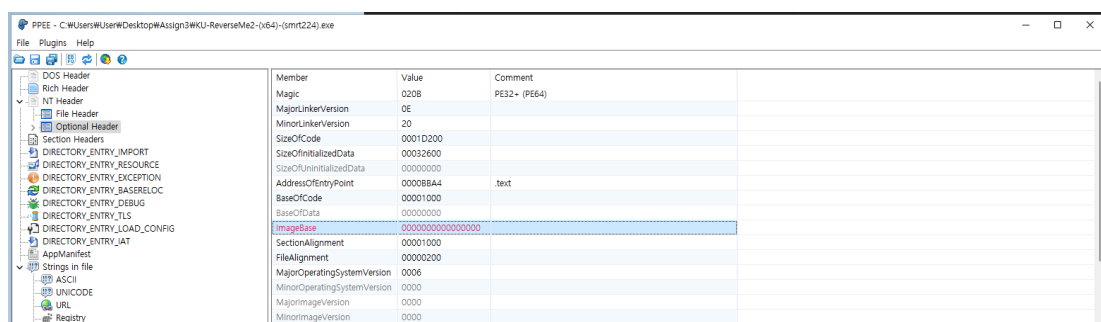 PPEE - C:₩Users₩User₩Desktop₩Assign3₩KU-ReverseMe2-(x64)-(smrt224).exe
File Plugins Help
DOS Header
Rich Header
NT Header
File Header
Optional Header
Section Headers
DIRECTORY_ENTRY_IMPORT
DIRECTORY_ENTRY_RESOURCE
DIRECTORY_ENTRY_EXCEPTION
DIRECTORY_ENTRY_BASERELOC
DIRECTORY_ENTRY_DEBUG
DIRECTORY_ENTRY_TLS
DIRECTORY_ENTRY_LOAD_CONFIG
DIRECTORY_ENTRY_IAT
AppManifest
Strings in file
ASCII
UNICODE
URL
Registry
Member Value Comment
Magic 020B PE32+ (PE64)
MajorLinkerVersion 0E
MinorLinkerVersion 20
SizeOfCode 0001D200
SizeOfInitializedData 00032600
SizeOfUninitializedData 00000000
AddressOfEntryPoint 0000BBA4 .text
BaseOfCode 00001000
BaseOfData 00000000
ImageBase 0000000000000000
SectionAlignment 00001000
FileAlignment 00000200
MajorOperatingSystemVersion 0006
MinorOperatingSystemVersion 0000
MajorImageVersion 0000
MinorImageVersion 0000